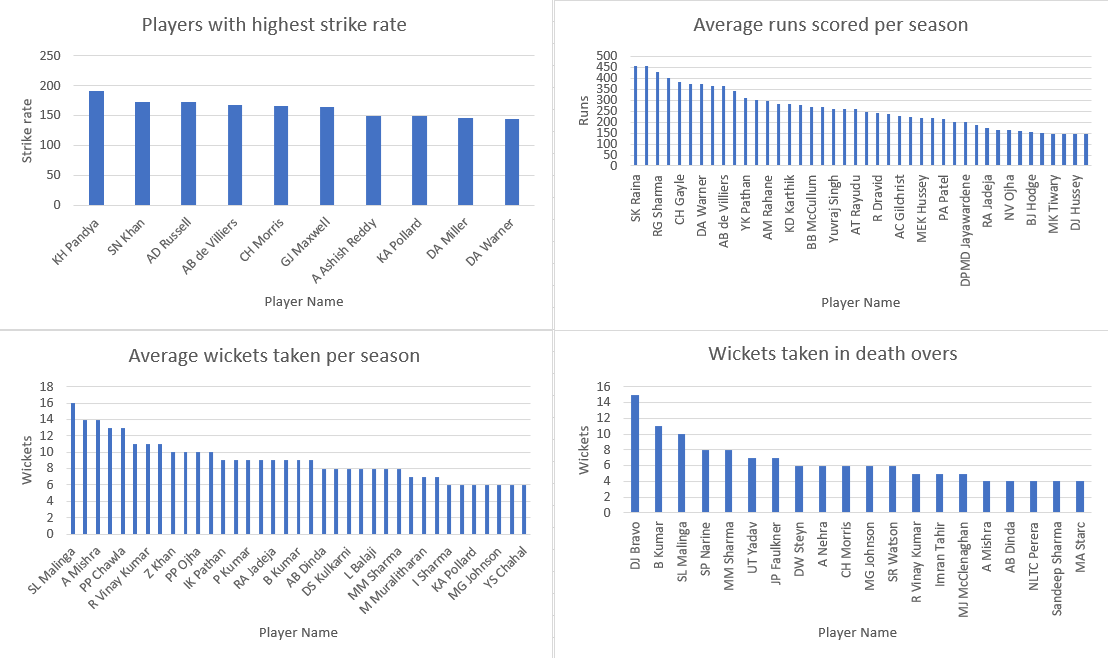 Players with highest strike rate
250
200
150
100
50
0
Strike rate
KH Pandya
SN Khan
AD Russell
AB de Villiers
CH Morris
GJ Maxwell
A Ashish Reddy
KA Pollard
DA Miller
DA Warner
Player Name
Average runs scored per season
500
450
400
350
300
250
200
150
100
50
0
Runs
SK Raina
RG Sharma
CH Gayle
DA Warner
AB de Villiers
YK Pathan
AM Rahane
KD Karthik
BB McCullum
Yuvraj Singh
AT Rayudu
R Dravid
AC Gilchrist
MEK Hussey
PA Patel
DPMD Jayawardene
RA Jadeja
NV Ojha
BJ Hodge
MK Tiwary
DJ Hussey
Player Name
Average wickets taken per season
18
16
14
12
10
8
6
4
2
0
Wickets
SL Malinga
A Mishra
PP Chawla
R Vinay Kumar
Z Khan
PP Ojha
IK Pathan
P Kumar
RA Jadeja
B Kumar
AB Dinda
DS Kulkarni
L Balaji
MM Sharma
M Muralitharan
I Sharma
KA Pollard
MG Johnson
YS Chahal
Player Name
Wickets taken in death overs
16
14
12
10
8
6
4
2
0
Wickets
DJ Bravo
B Kumar
SL Malinga
SP Narine
MM Sharma
UT Yadav
JP Faulkner
DW Steyn
A Nehra
CH Morris
MG Johnson
SR Watson
R Vinay Kumar
Imran Tahir
MJ McClenaghan
A Mishra
AB Dinda
NLTC Perera
Sandeep Sharma
MA Starc
Player Name